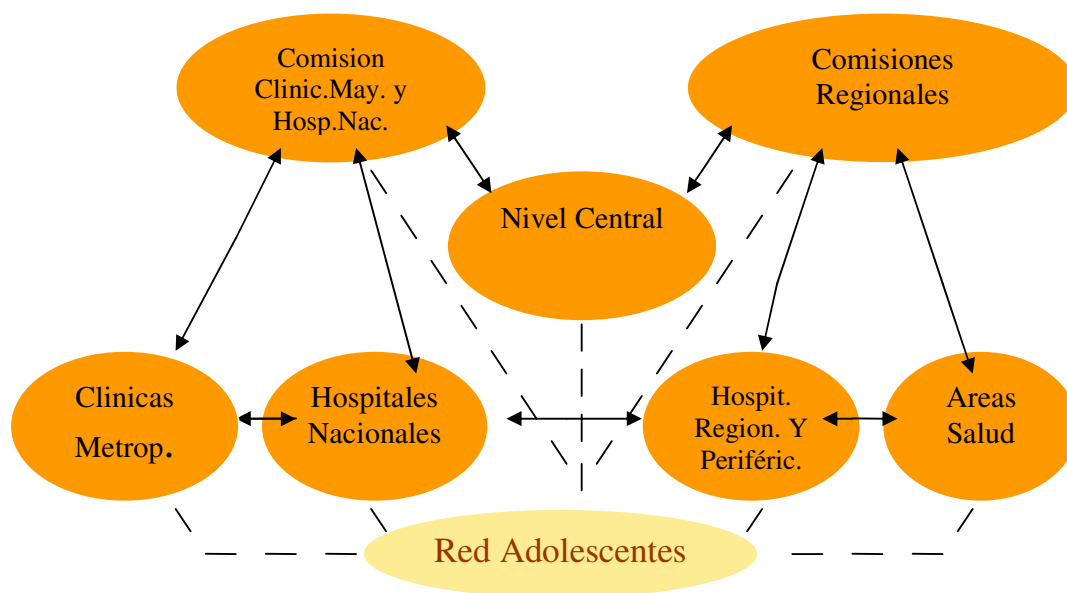 Comision
Clinic.May. y
Hosp.Nac.
Comisiones
Regionales
Nivel Central
Clinicas
Metrop.
Hospitales
Nacionales
Hospit.
Region. Y
Periféric.
Areas
Salud
Red Adolescentes